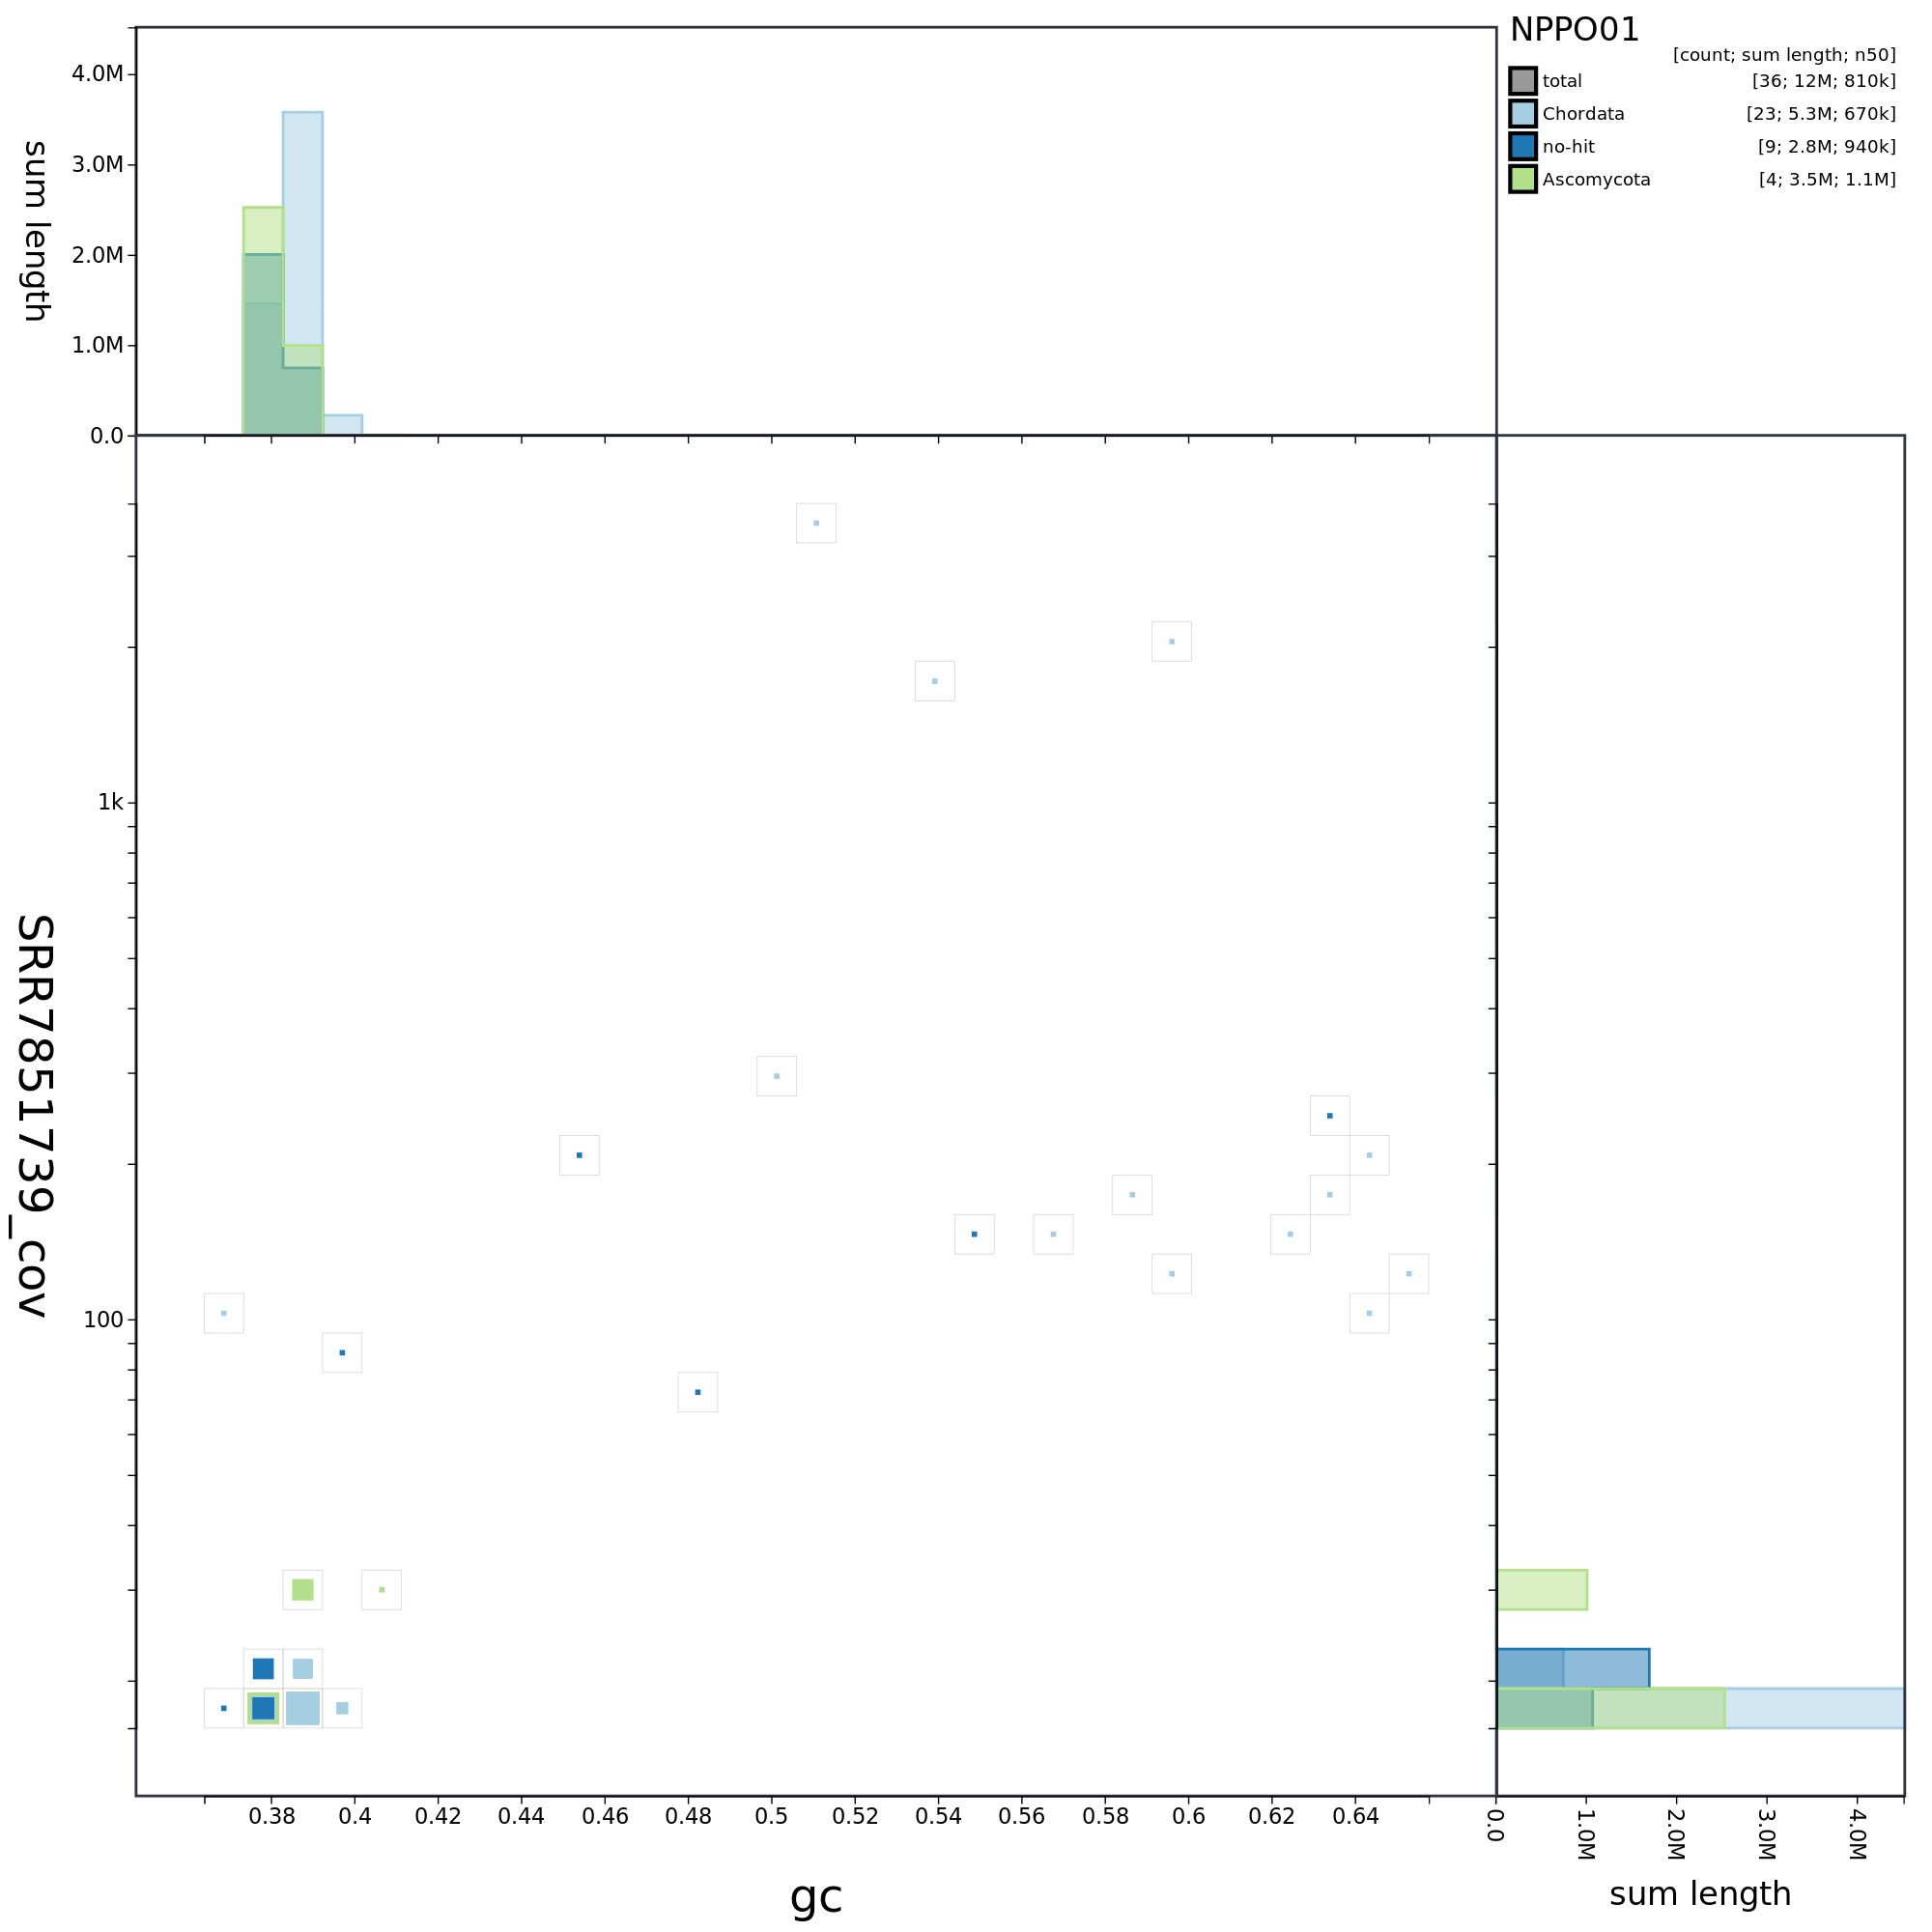 NPPO01
[count; sum length; n50]
total [36; 12M; 810k]
Chordata [23; 5.3M; 670k]
no-hit [9; 2.8M; 940k]
Ascomycota [4; 3.5M; 1.1M]
sum length
4.0M
3.0M
2.0M
1.0M
0.0
SRR7851739_cov
1k
100
0.38 0.4 0.42 0.44 0.46 0.48 0.5 0.52 0.54 0.56 0.58 0.6 0.62 0.64
gc
0.0 1.0M 2.0M 3.0M 4.0M
sum length